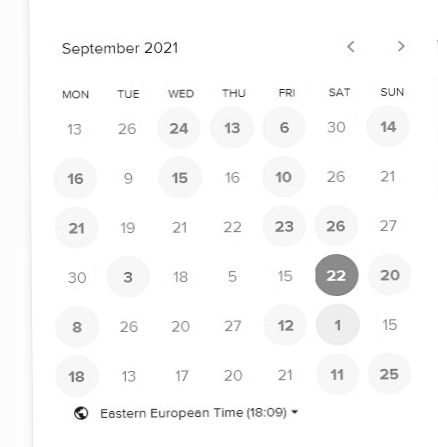 September 2021
MON TUE WED THU FRI SAT SUN
13 26 24 13 6 30 14
16 9 15 16 10 26 21
21 19 21 22 23 26 27
30 3 18 5 15 22 20
8 26 20 27 12 1 15
18 13 17 20 21 11 25
Eastern European Time (18:09)